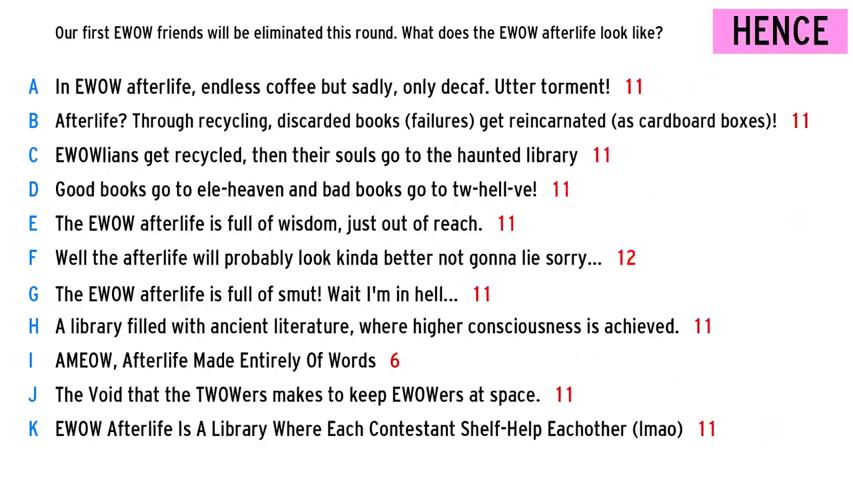 Our first EWOW friends will be eliminated this round. What does the EWOW afterlife look like?
HENCE
A In EWOW afterlife, endless coffee but sadly, only decaf. Utter torment! 11
B Afterlife? Through recycling, discarded books (failures) get reincarnated (as cardboard boxes)! 11
C EWOWlians get recycled, then their souls go to the haunted library 11
D Good books go to ele-heaven and bad books go to tw-hell-ve! 11
E The EWOW afterlife is full of wisdom, just out of reach. 11
F Well the afterlife will probably look kinda better not gonna lie sorry... 12
G The EWOW afterlife is full of smut! Wait I'm in hell... 11
H A library filled with ancient literature, where higher consciousness is achieved. 11
I AMEOW, Afterlife Made Entirely Of Words 6
J The Void that the TWOWers makes to keep EWOWers at space. 11
K EWOW Afterlife Is A Library Where Each Contestant Shelf-Help Eachother (lmao) 11